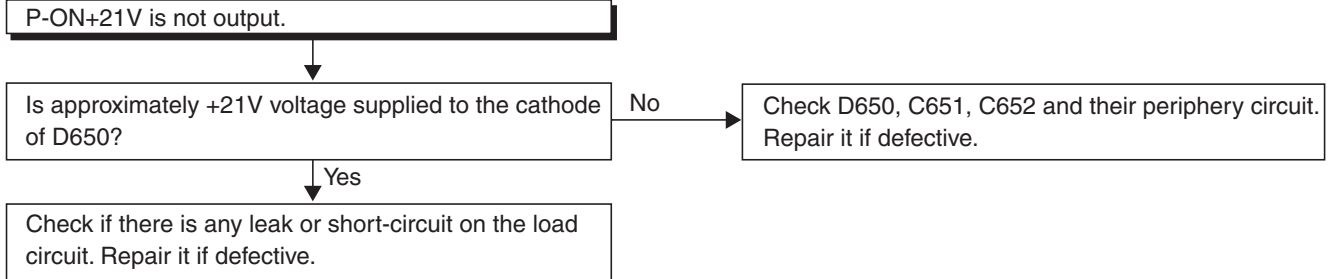 P-ON+21V is not output.
Is approximately +21V voltage supplied to the cathode
of D650?
No
Check D650, C651, C652 and their periphery circuit.
Repair it if defective.
Yes
Check if there is any leak or short-circuit on the load
circuit. Repair it if defective.